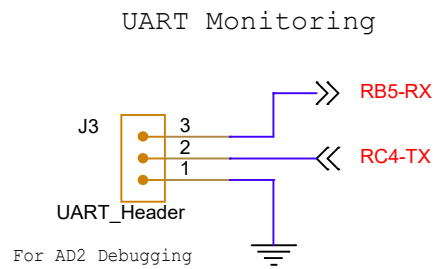 UART Monitoring
RB5-RX
J3
3
2
RC4-TX
1
UART_Header
For AD2 Debugging